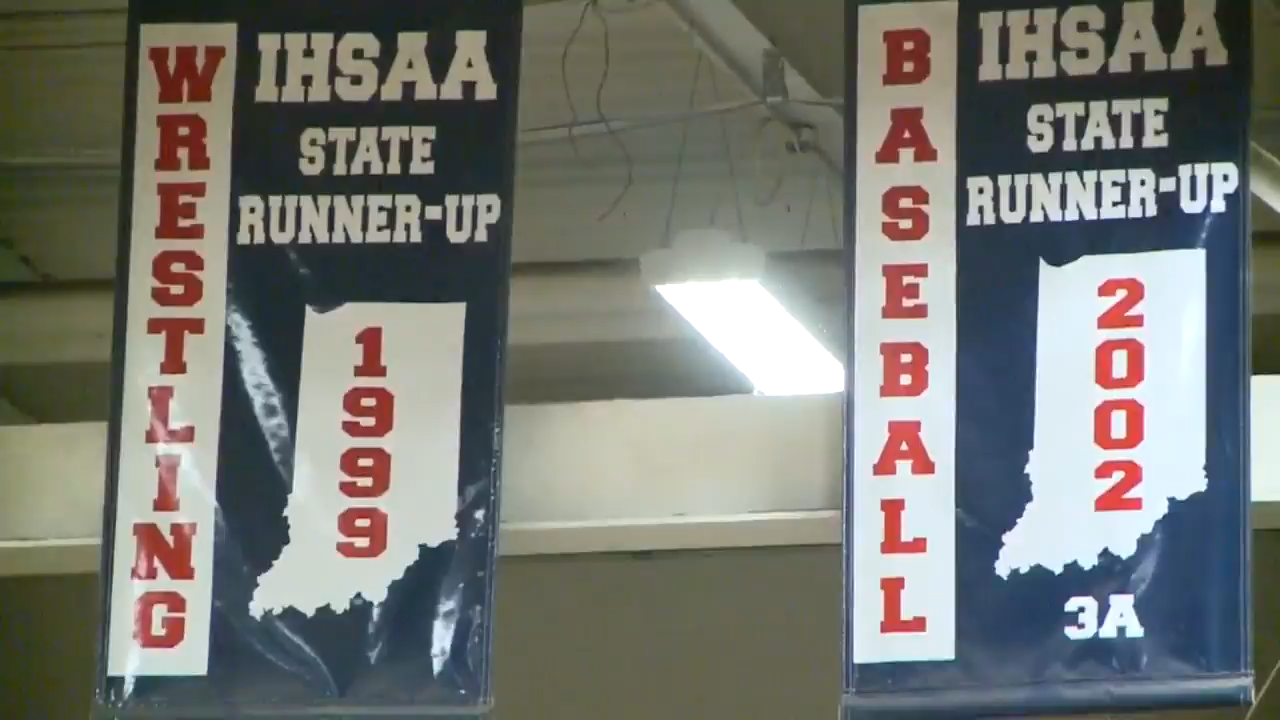 WRESTLING
IHSAA
STATE
RUNNER-UP
1999
BASEBALL
IHSAA
STATE
RUNNER-UP
2002
3A